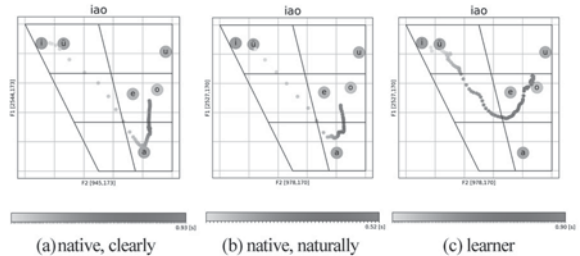 iao
i
ü
u
e
o
a
F1 [2544,173]
F2 [945,173]
0.93 [s]
(a) native, clearly
iao
i
ü
u
e
o
a
F1 [2527,170]
F2 [978,170]
0.52 [s]
(b) native, naturally
iao
i
ü
u
e
o
a
F1 [2527,170]
F2 [978,170]
0.90 [s]
(c) learner